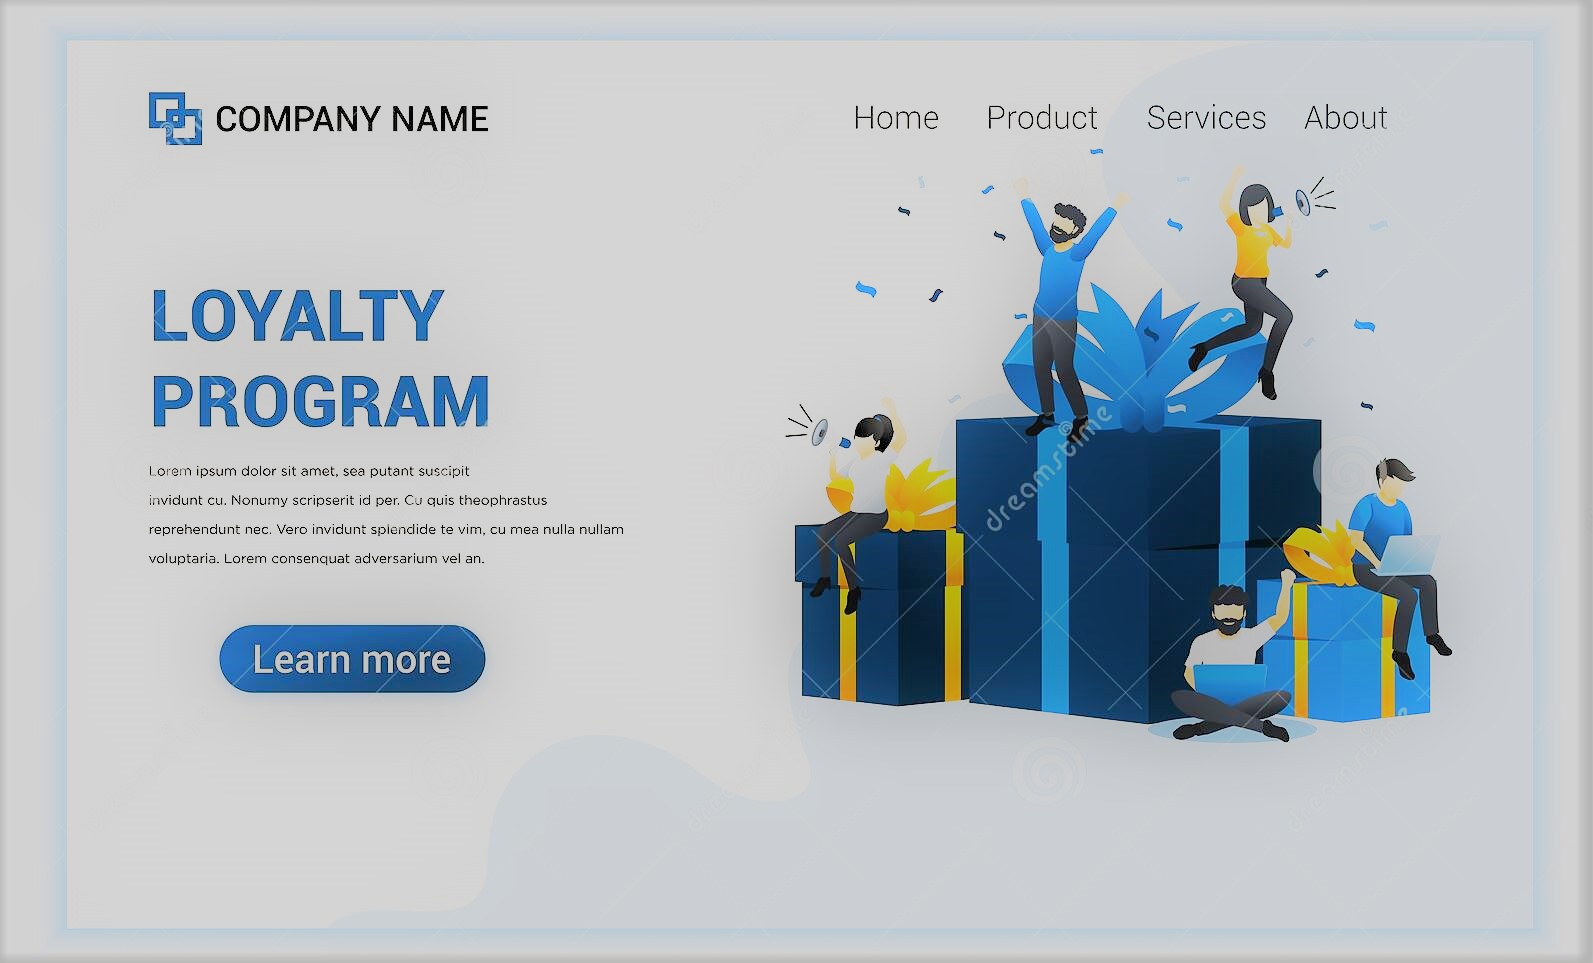 COMPANY NAME
Home Product Services About
LOYALTY
PROGRAM
Lorem ipsum dolor sit amet, sea putant suscipit
invidunt cu. Nonumy scripserit id per. Cu quis theophrastus
reprehendunt nec. Vero invidunt splendide te vim, cu mea nulla nullam
voluptaria. Lorem consenquat adversarium vel an.
Learn more
dreamstime